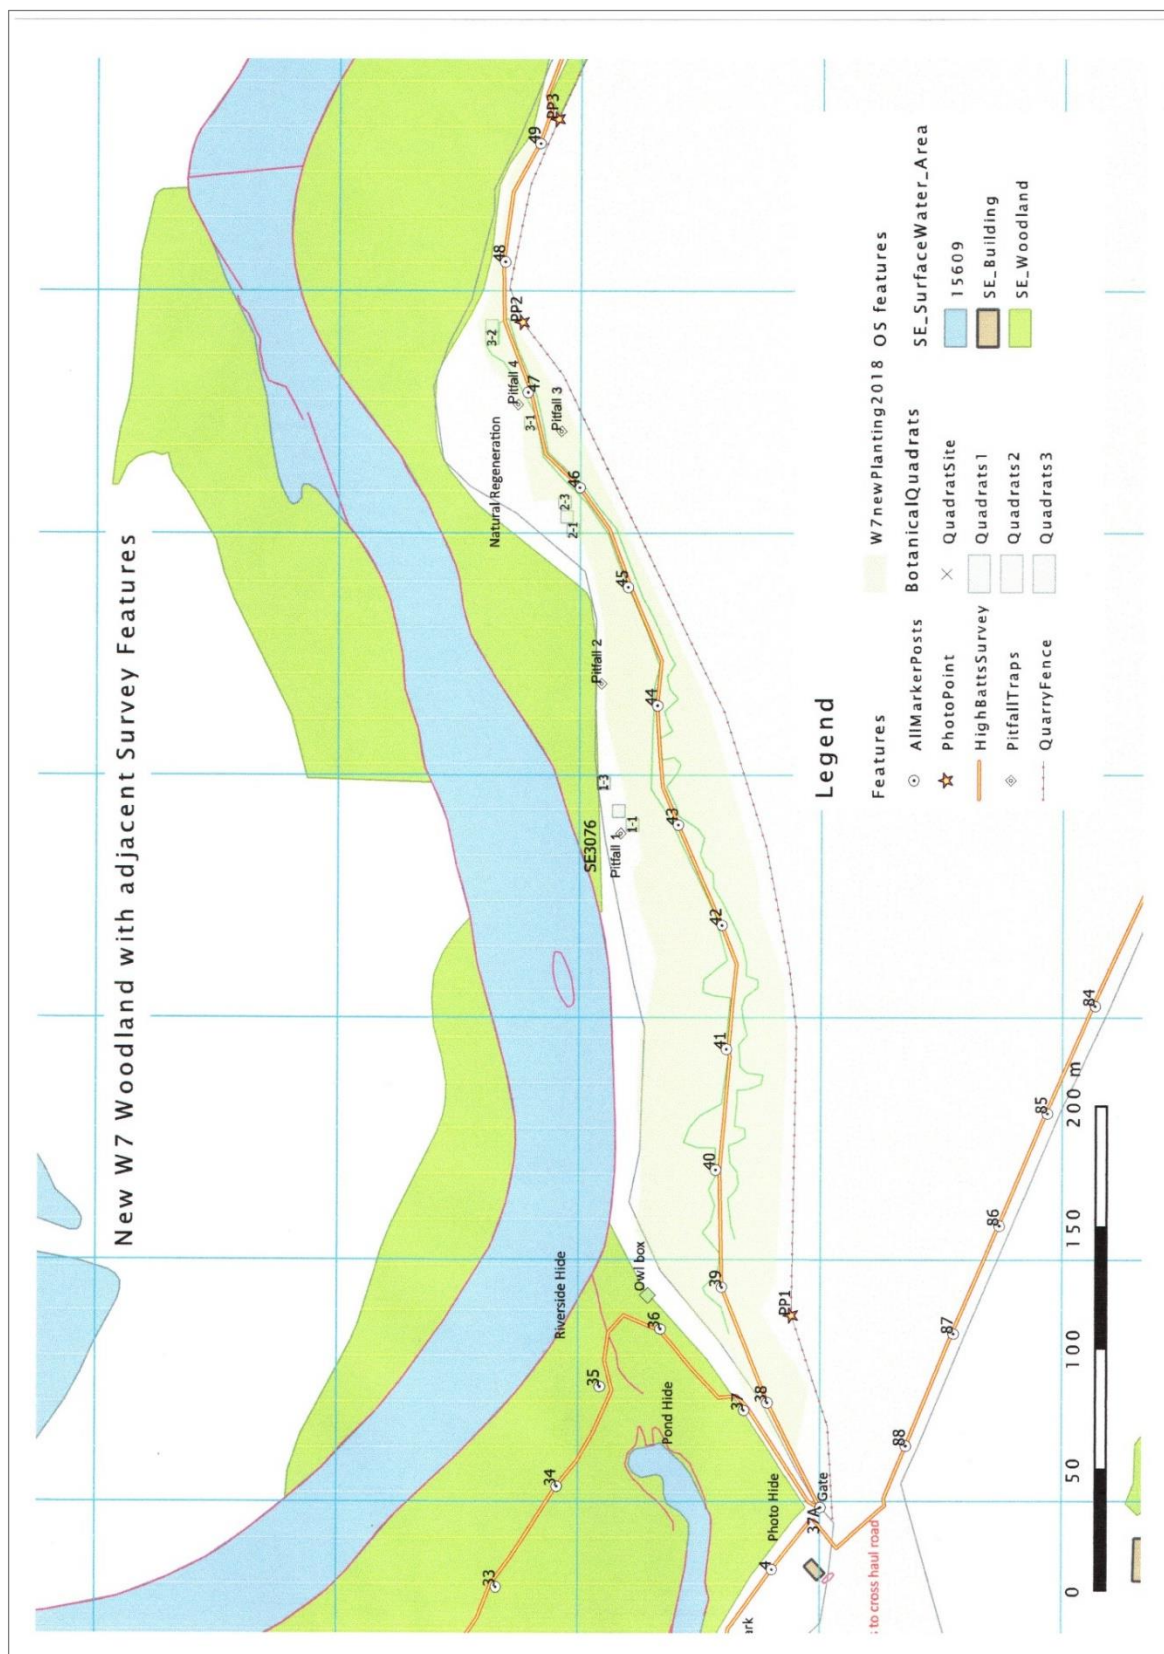 New W7 Woodland with adjacent Survey Features
Riverside Hide
Owl box
Pond Hide
Photo Hide
Gate
37A
ark
s to cross haul road
33
34
35
36
37
38
39
40
41
42
43
44
45
46
47
48
49
4
84
85
86
87
88
PP1
PP2
PP3
SE3076
Pitfall 1
Pitfall 2
Pitfall 3
Pitfall 4
1-1
1-3
2-1
2-3
3-1
3-2
Natural Regeneration
0 50 100 150 200 m
Legend
Features
AllMarkerPosts
PhotoPoint
HighBattsSurvey
PitfallTraps
QuarryFence
W7newPlanting2018
BotanicalQuadrats
QuadratSite
Quadrats1
Quadrats2
Quadrats3
OS features
SE_SurfaceWater_Area
15609
SE_Building
SE_Woodland